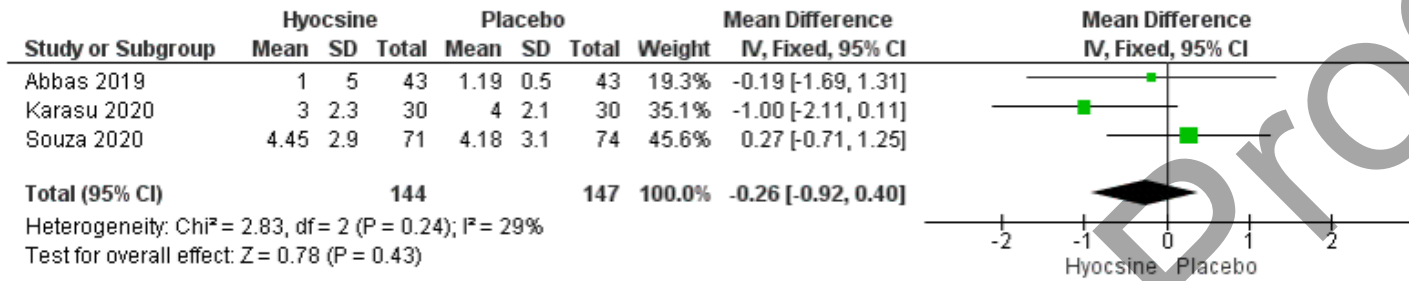 Hyocsine Placebo Mean Difference Mean Difference
Study or Subgroup Mean SD Total Mean SD Total Weight IV, Fixed, 95% CI IV, Fixed, 95% CI
Abbas 2019 1 5 43 1.19 0.5 43 19.3% -0.19 [-1.69, 1.31]
Karasu 2020 3 2.3 30 4 2.1 30 35.1% -1.00 [-2.11, 0.11]
Souza 2020 4.45 2.9 71 4.18 3.1 74 45.6% 0.27 [-0.71, 1.25]
Total (95% CI) 144 147 100.0% -0.26 [-0.92, 0.40]
Heterogeneity: Chi² = 2.83, df = 2 (P = 0.24); I² = 29%
Test for overall effect: Z = 0.78 (P = 0.43)
-2 -1 0 1 2
Hyocsine Placebo